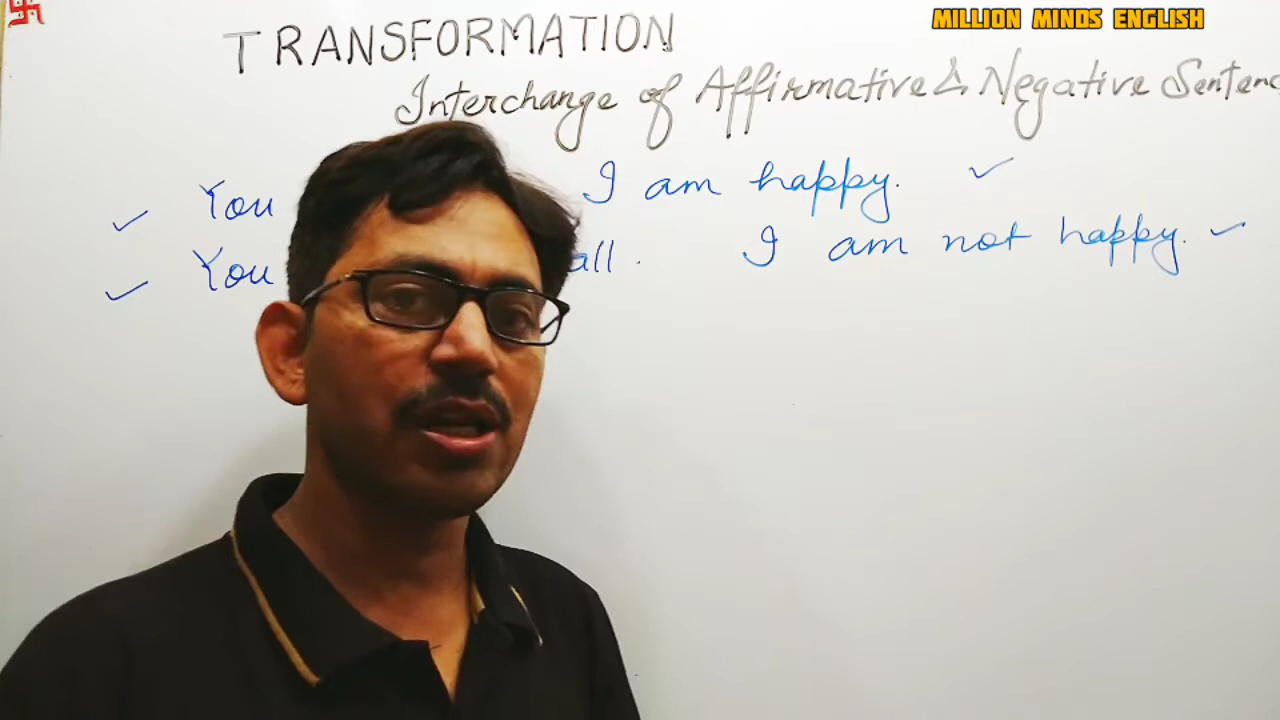 MILLION MINDS ENGLISH
TRANSFORMATION
Interchange of Affirmative & Negative Sentenc
You I am happy.
You all. I am not happy.